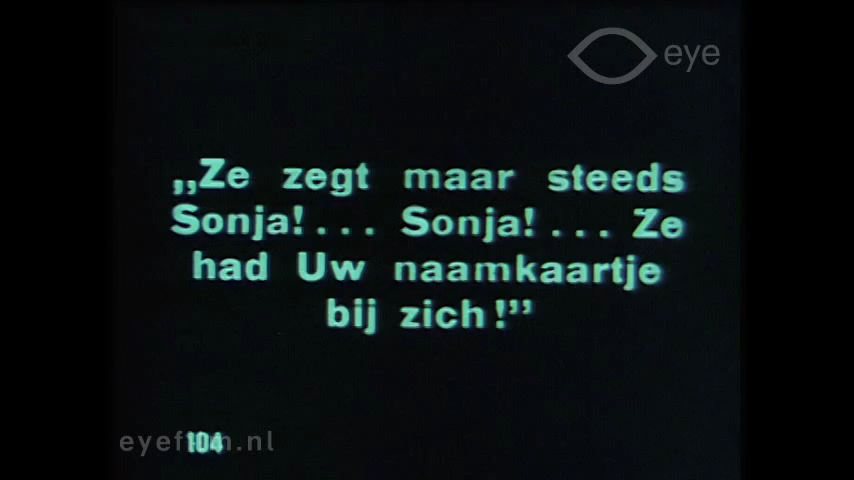 eye
„Ze zegt maar steeds
Sonja!... Sonja!... Ze
had Uw naamkaartje
bij zich!”
eyefilm.nl
104